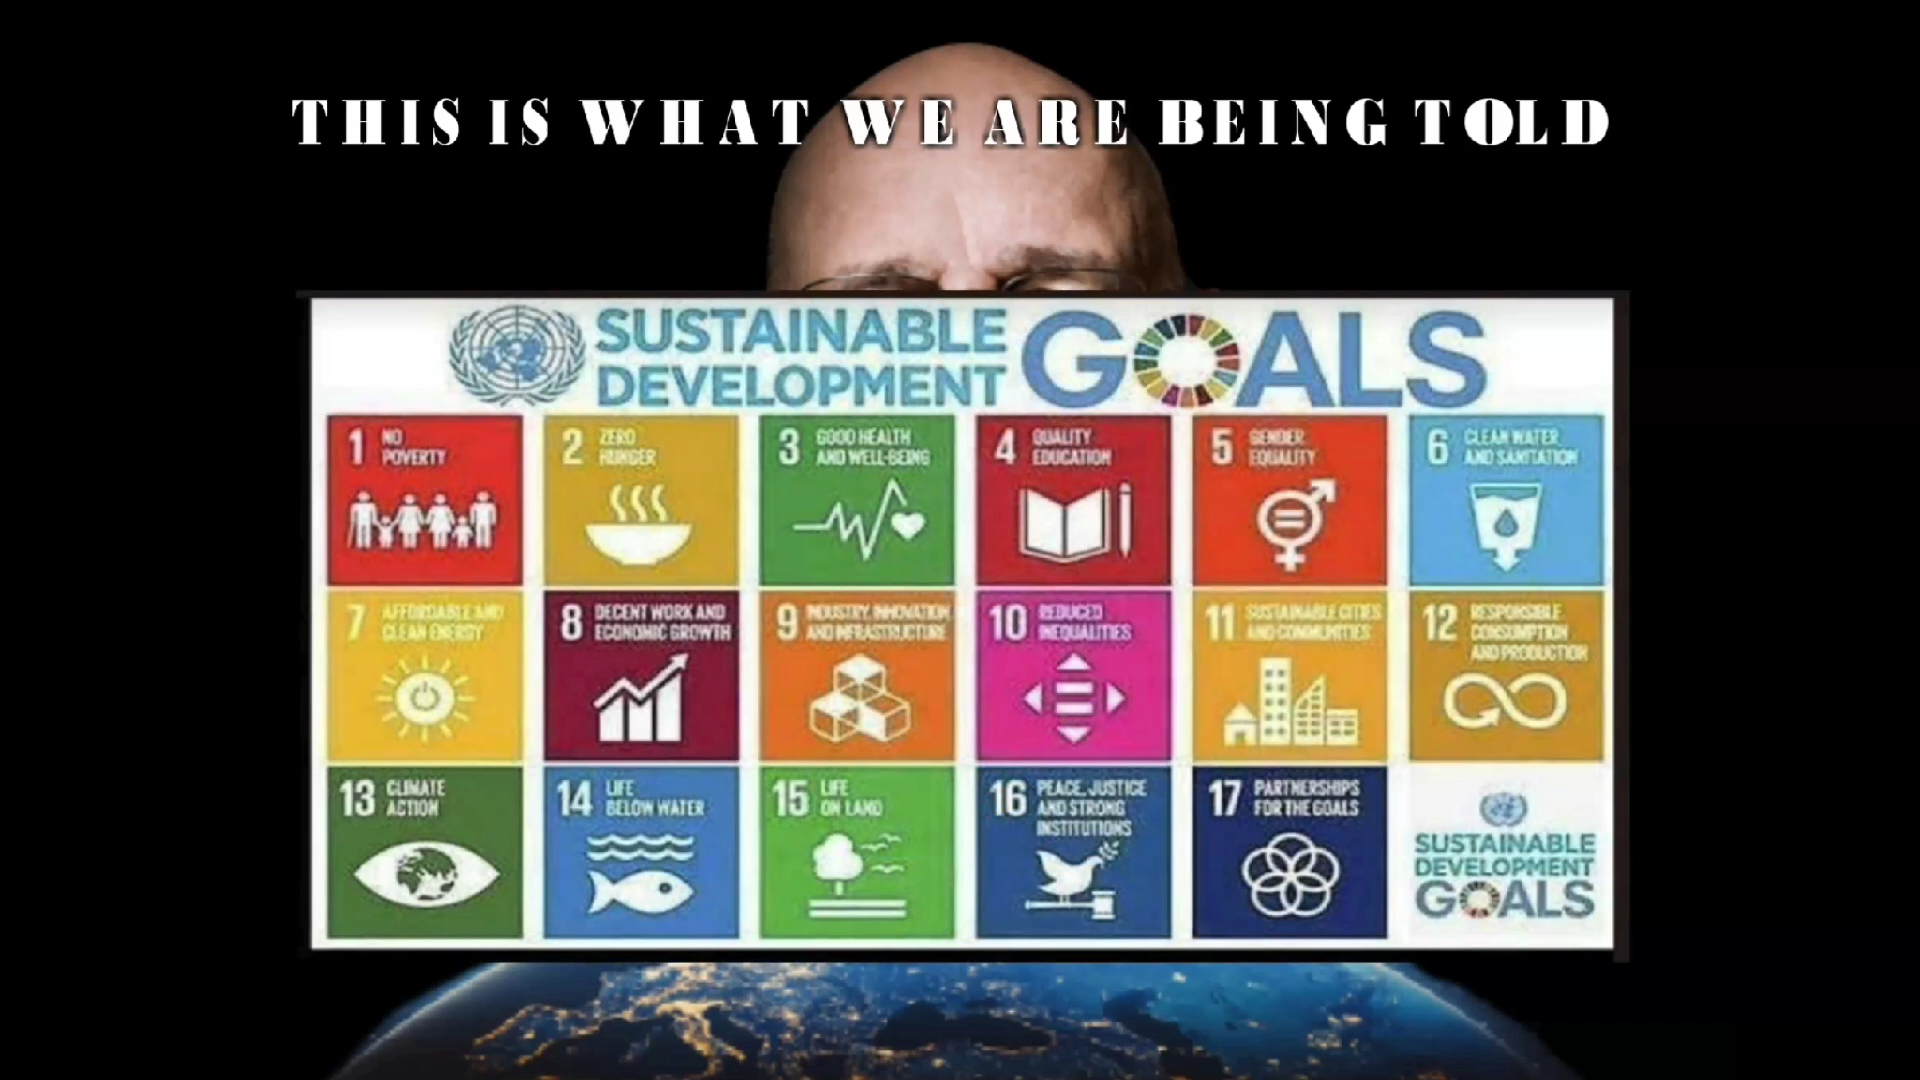 THIS IS WHAT WE ARE BEING TOLD
SUSTAINABLE
DEVELOPMENT
GOALS
1 NO
POVERTY
2 ZERO
HUNGER
3 GOOD HEALTH
AND WELL-BEING
4 QUALITY
EDUCATION
5 GENDER
EQUALITY
6 CLEAN WATER
AND SANITATION
7 AFFORDABLE AND
CLEAN ENERGY
8 DECENT WORK AND
ECONOMIC GROWTH
9 INDUSTRY, INNOVATION
AND INFRASTRUCTURE
10 REDUCED
INEQUALITIES
11 SUSTAINABLE CITIES
AND COMMUNITIES
12 RESPONSIBLE
CONSUMPTION
AND PRODUCTION
13 CLIMATE
ACTION
14 LIFE
BELOW WATER
15 LIFE
ON LAND
16 PEACE, JUSTICE
AND STRONG
INSTITUTIONS
17 PARTNERSHIPS
FOR THE GOALS
SUSTAINABLE
DEVELOPMENT
GOALS